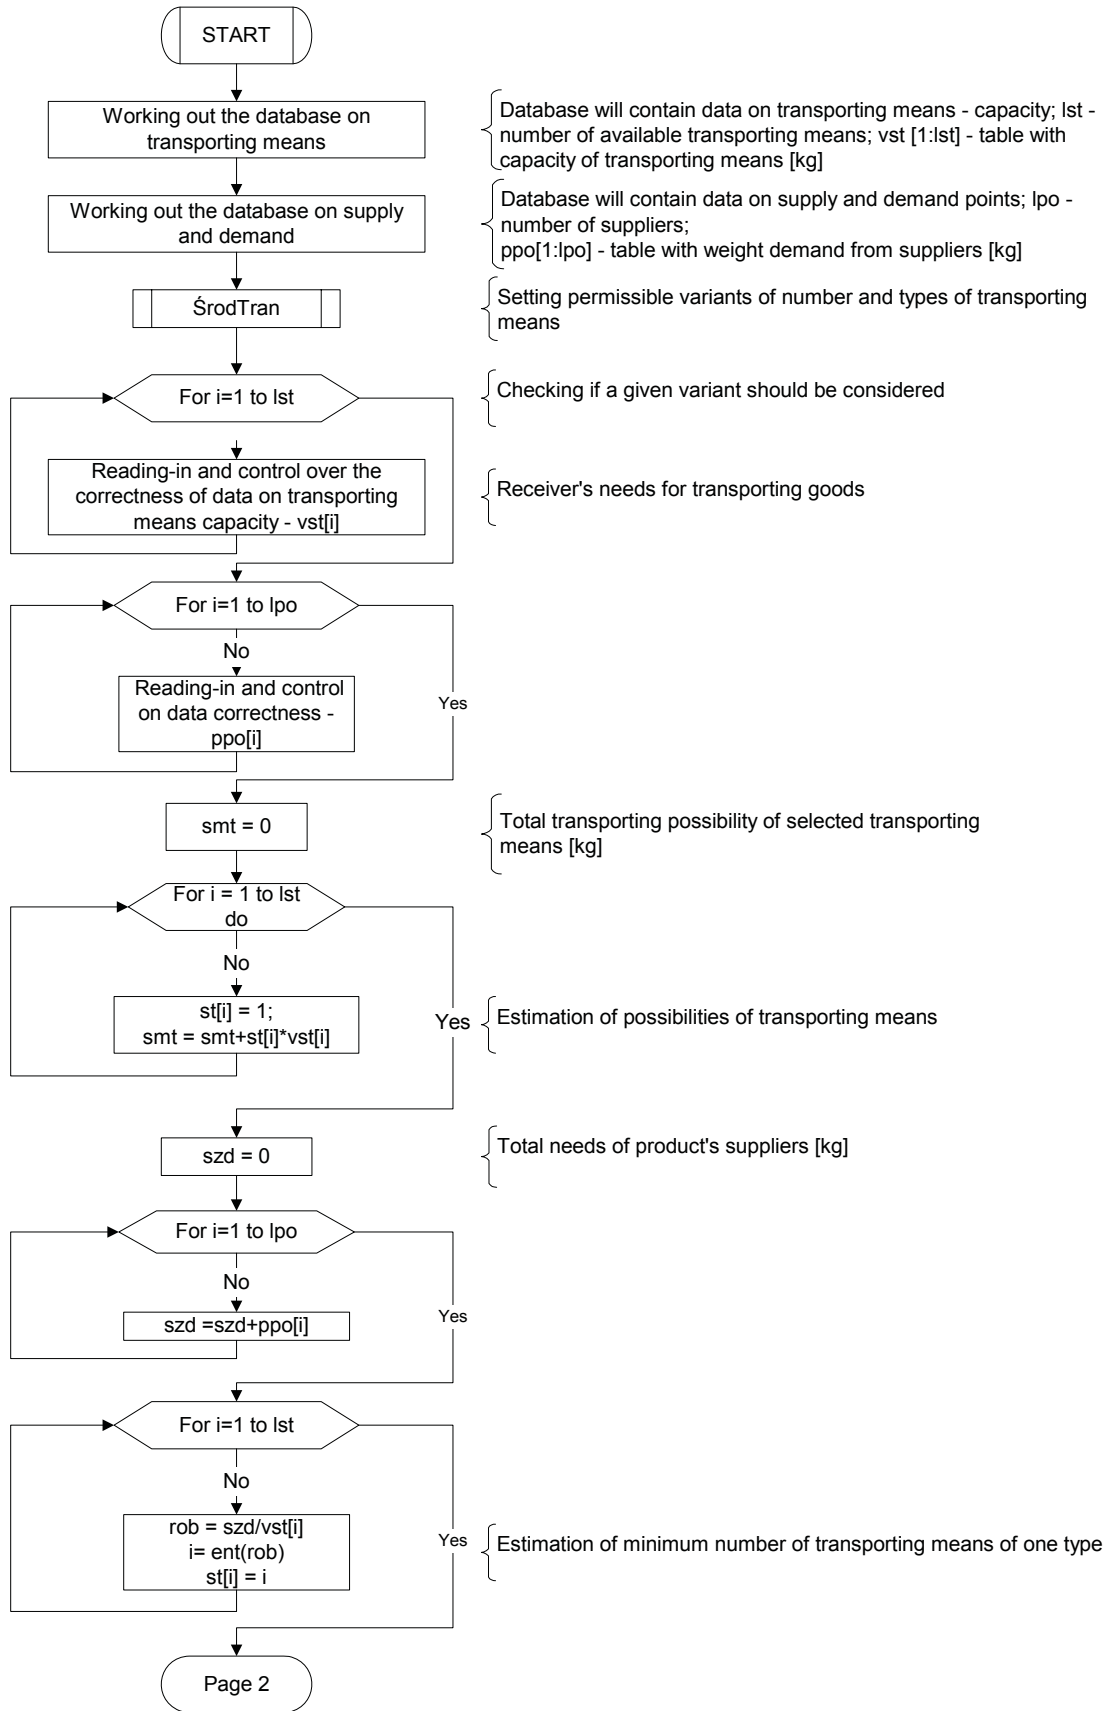 START
Working out the database on
transporting means
Database will contain data on transporting means - capacity; lst -
number of available transporting means; vst [1:lst] - table with
capacity of transporting means [kg]
Working out the database on supply
and demand
Database will contain data on supply and demand points; lpo -
number of suppliers;
ppo[1:lpo] - table with weight demand from suppliers [kg]
ŚrodTran
Setting permissible variants of number and types of transporting
means
For i=1 to lst
Checking if a given variant should be considered
Reading-in and control over the
correctness of data on transporting
means capacity - vst[i]
Receiver's needs for transporting goods
For i=1 to lpo
No
Reading-in and control
on data correctness -
ppo[i]
Yes
smt = 0
Total transporting possibility of selected transporting
means [kg]
For i = 1 to lst
do
No
st[i] = 1;
smt = smt+st[i]*vst[i]
Yes
Estimation of possibilities of transporting means
szd = 0
Total needs of product's suppliers [kg]
For i=1 to lpo
No
szd =szd+ppo[i]
Yes
For i=1 to lst
No
rob = szd/vst[i]
i= ent(rob)
st[i] = i
Yes
Estimation of minimum number of transporting means of one type
Page 2